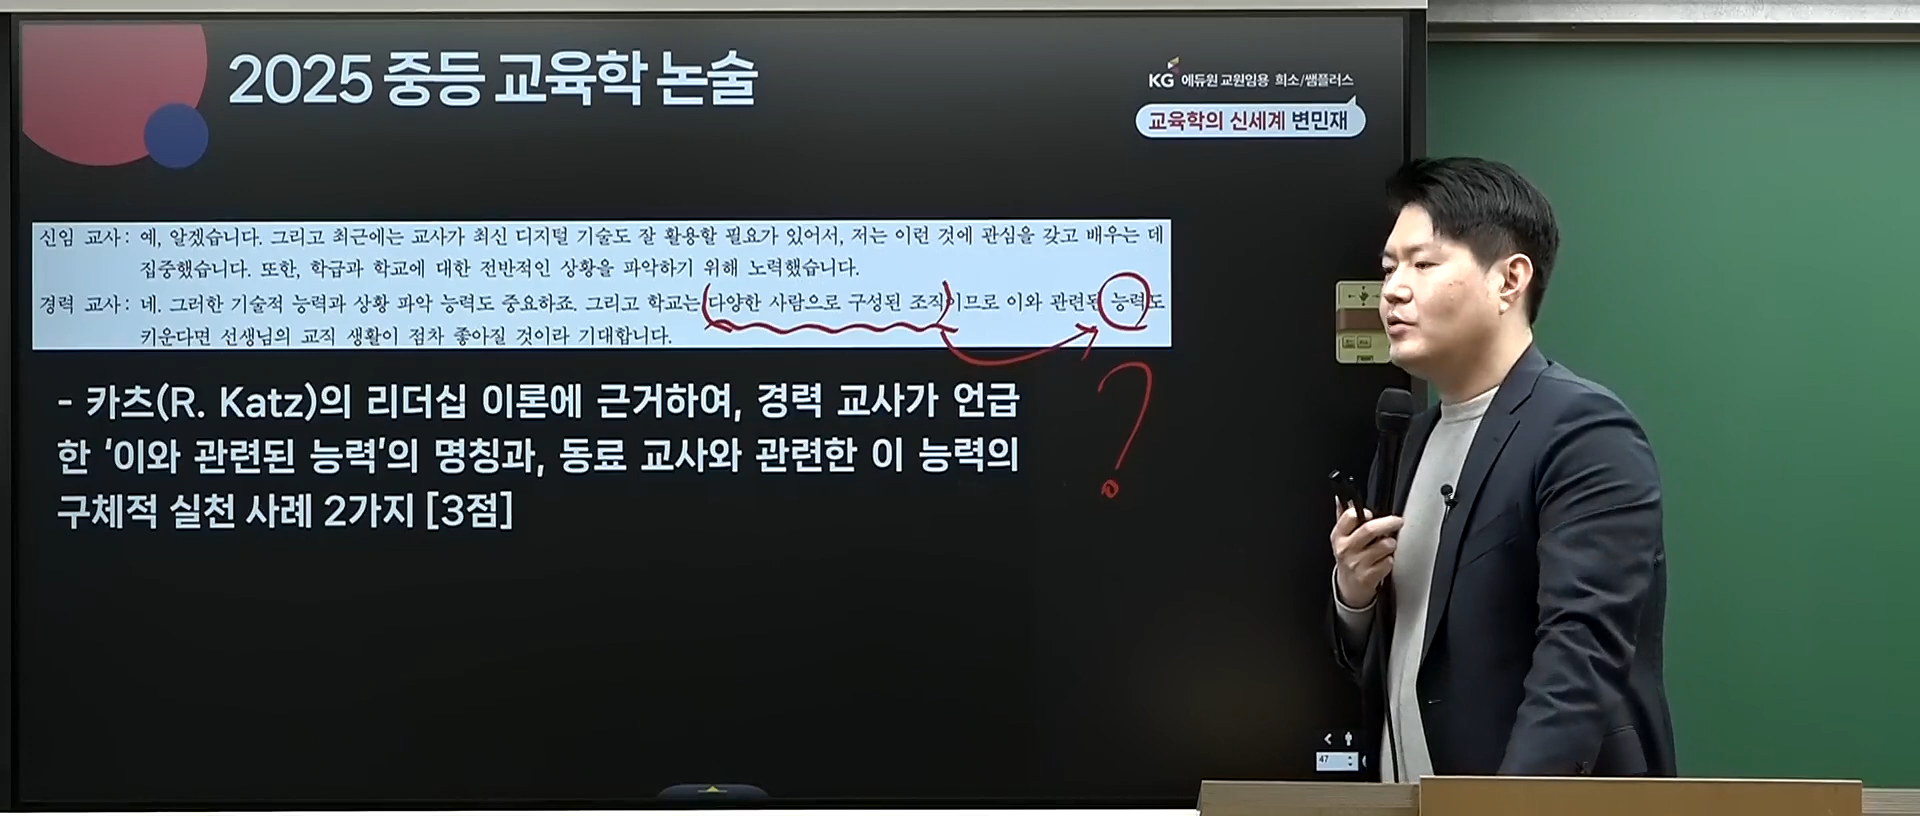 2025 중등 교육학 논술
KG 에듀원 교원임용 희소/쌤플러스
교육학의 신세계 변민재
신임 교사: 예, 알겠습니다. 그리고 최근에는 교사가 최신 디지털 기술도 잘 활용할 필요가 있어서, 저는 이런 것에 관심을 갖고 배우는 데
집중했습니다. 또한, 학급과 학교에 대한 전반적인 상황을 파악하기 위해 노력했습니다.
경력 교사: 네. 그러한 기술적 능력과 상황 파악 능력도 중요하죠. 그리고 학교는 다양한 사람으로 구성된 조직이므로 이와 관련된 능력도
키운다면 선생님의 교직 생활이 점차 좋아질 것이라 기대합니다.
?
- 카츠(R. Katz)의 리더십 이론에 근거하여, 경력 교사가 언급
한 '이와 관련된 능력'의 명칭과, 동료 교사와 관련한 이 능력의
구체적 실천 사례 2가지 [3점]
47